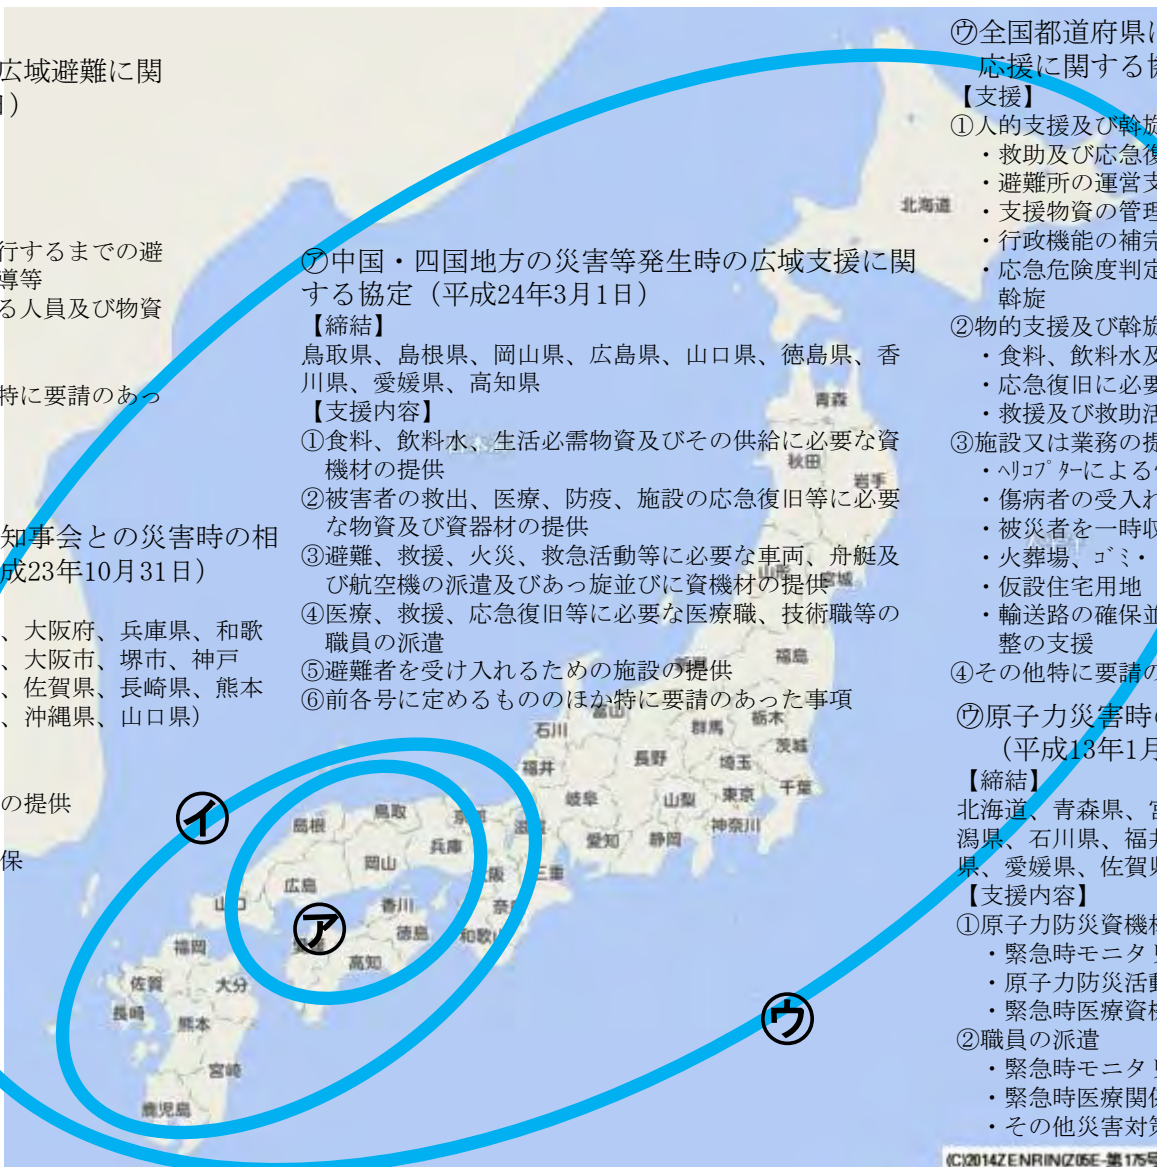 広域避難に関
日）
行するまでの避
導等
る人員及び物資
特に要請のあっ
知事会との災害時の相
成23年10月31日）
、大阪府、兵庫県、和歌
、大阪市、堺市、神戸
、佐賀県、長崎県、熊本
、沖縄県、山口県）
の提供
保
㋐中国・四国地方の災害等発生時の広域支援に関
する協定（平成24年3月1日）
【締結】
鳥取県、島根県、岡山県、広島県、山口県、徳島県、香
川県、愛媛県、高知県
【支援内容】
①食料、飲料水、生活必需物資及びその供給に必要な資
機材の提供
②被害者の救出、医療、防疫、施設の応急復旧等に必要
な物資及び資器材の提供
③避難、救援、火災、救急活動等に必要な車両、舟艇及
び航空機の派遣及びあっ旋並びに資機材の提供
④医療、救援、応急復旧等に必要な医療職、技術職等の
職員の派遣
⑤避難者を受け入れるための施設の提供
⑥前各号に定めるもののほか特に要請のあった事項
㋒全国都道府県に
応援に関する協
【支援】
①人的支援及び斡旋
・救助及び応急復
・避難所の運営支
・支援物資の管理
・行政機能の補完
・応急危険度判定
斡旋
②物的支援及び斡旋
・食料、飲料水及
・応急復旧に必要
・救援及び救助活
③施設又は業務の提
・ﾍﾘｺﾌﾟﾀｰによる
・傷病者の受入れ
・被災者を一時収
・火葬場、ｺﾞﾐ・
・仮設住宅用地
・輸送路の確保並
整の支援
④その他特に要請の
㋒原子力災害時の
（平成13年1月
【締結】
北海道、青森県、宮
潟県、石川県、福井
県、愛媛県、佐賀県
【支援内容】
①原子力防災資機材
・緊急時モニタリ
・原子力防災活動
・緊急時医療資機
②職員の派遣
・緊急時モニタリ
・緊急時医療関係
・その他災害対策
北海道
青森
秋田
岩手
山形
宮城
新潟
福島
富山
石川
群馬
栃木
茨城
福井
長野
埼玉
岐阜
山梨
東京
千葉
愛知
静岡
神奈川
㋑
島根
鳥取
京都
滋賀
兵庫
岡山
大阪
三重
広島
山口
香川
奈良
㋐
愛媛
徳島
和歌山
福岡
高知
佐賀
大分
長崎
熊本
㋒
宮崎
鹿児島
(C)2014ZENRIN(Z05E-第175号